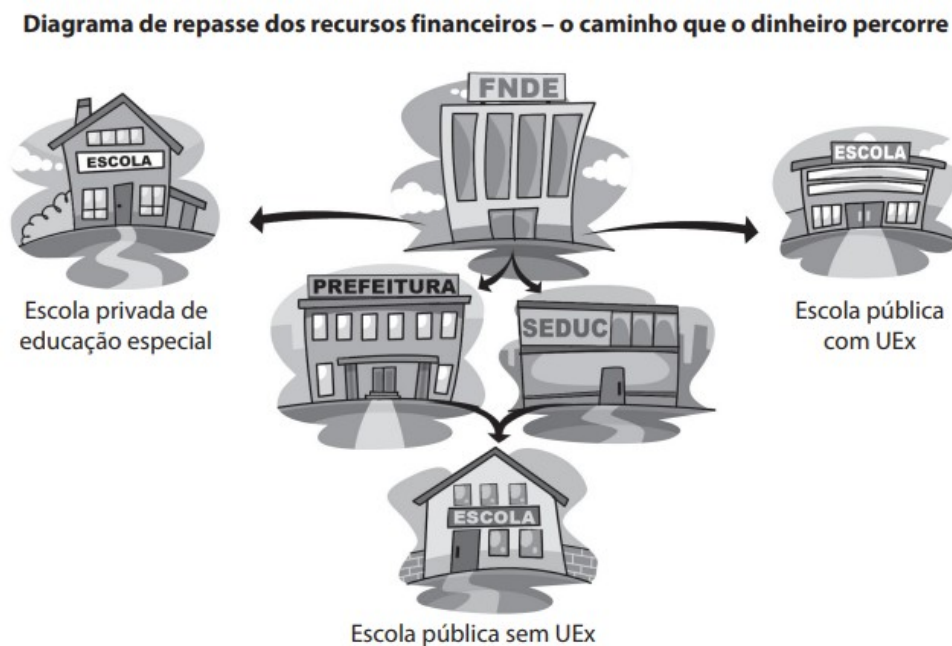 Diagrama de repasse dos recursos financeiros – o caminho que o dinheiro percorre
FNDE
ESCOLA
ESCOLA
Escola privada de
educação especial
Escola pública
com UEx
PREFEITURA
SEDUC
ESCOLA
Escola pública sem UEx